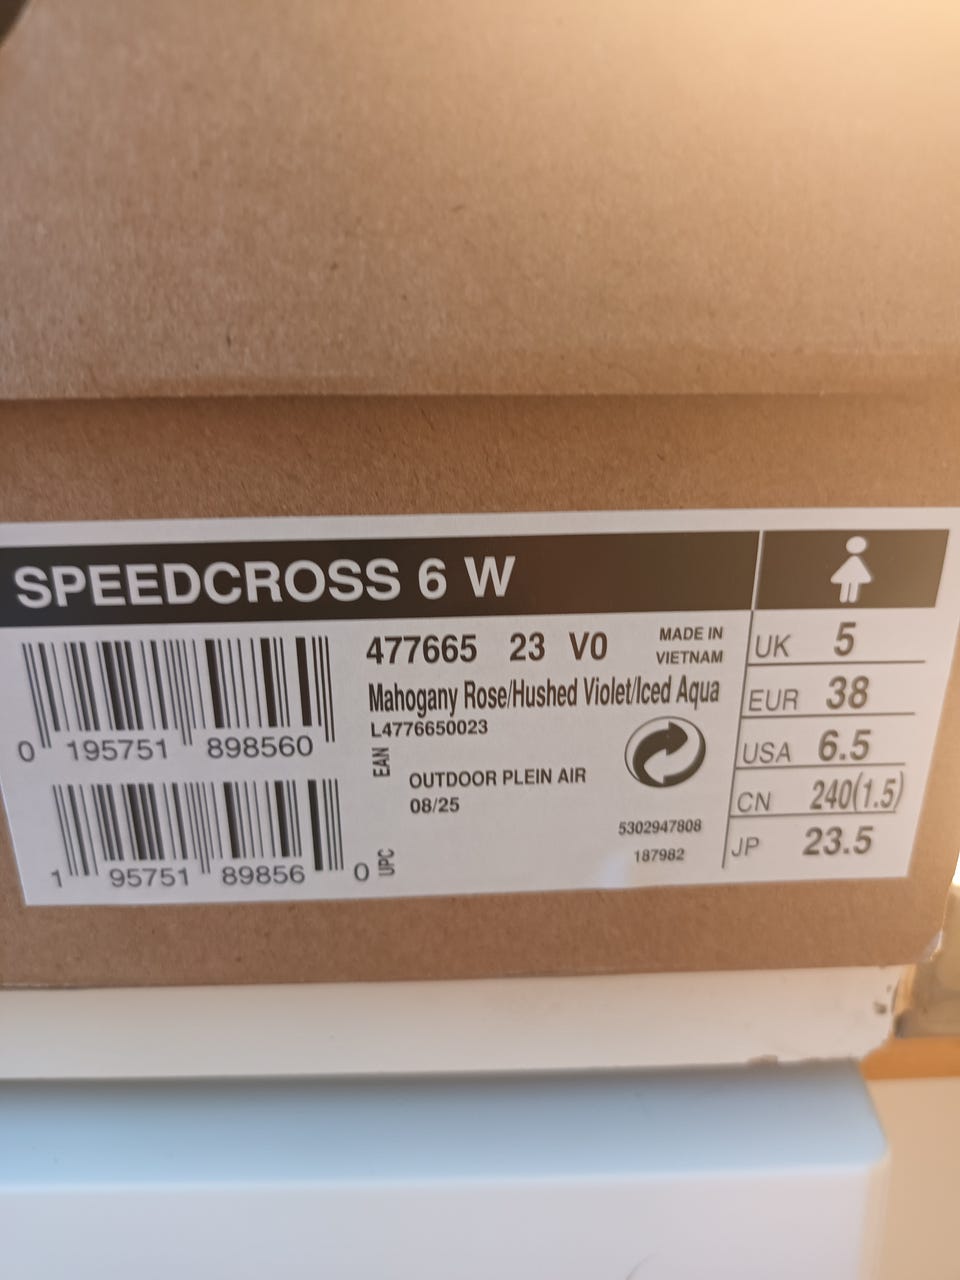 SPEEDCROSS 6 W
0 195751 898560
EAN
1 95751 89856 0
UPC
477665 23 V0
MADE IN
VIETNAM
Mahogany Rose/Hushed Violet/Iced Aqua
L4776650023
OUTDOOR PLEIN AIR
08/25
5302947808
187982
UK 5
EUR 38
USA 6.5
CN 240(1.5)
JP 23.5